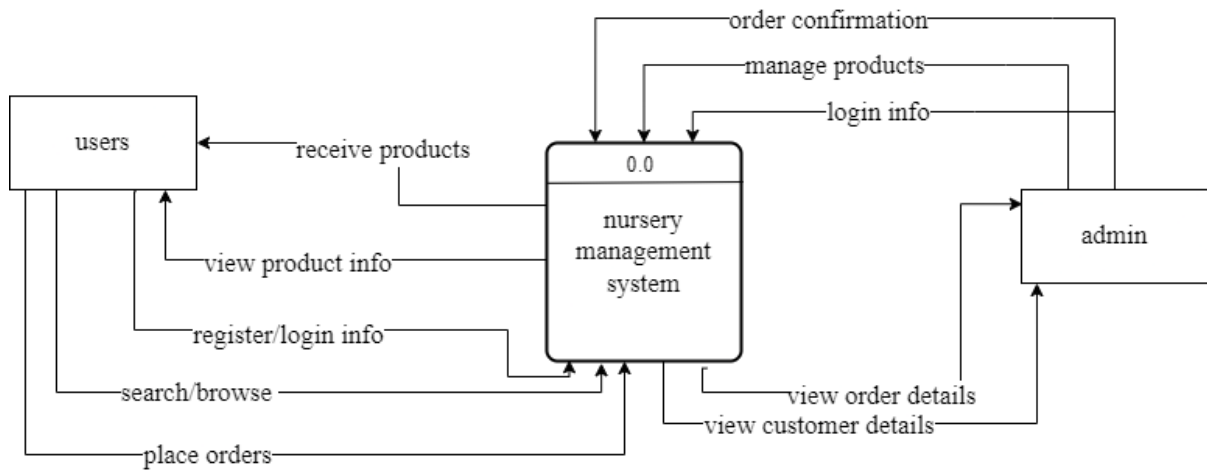 order confirmation
manage products
login info
users
receive products
0.0
nursery
management
system
admin
view product info
register/login info
search/browse
view order details
view customer details
place orders